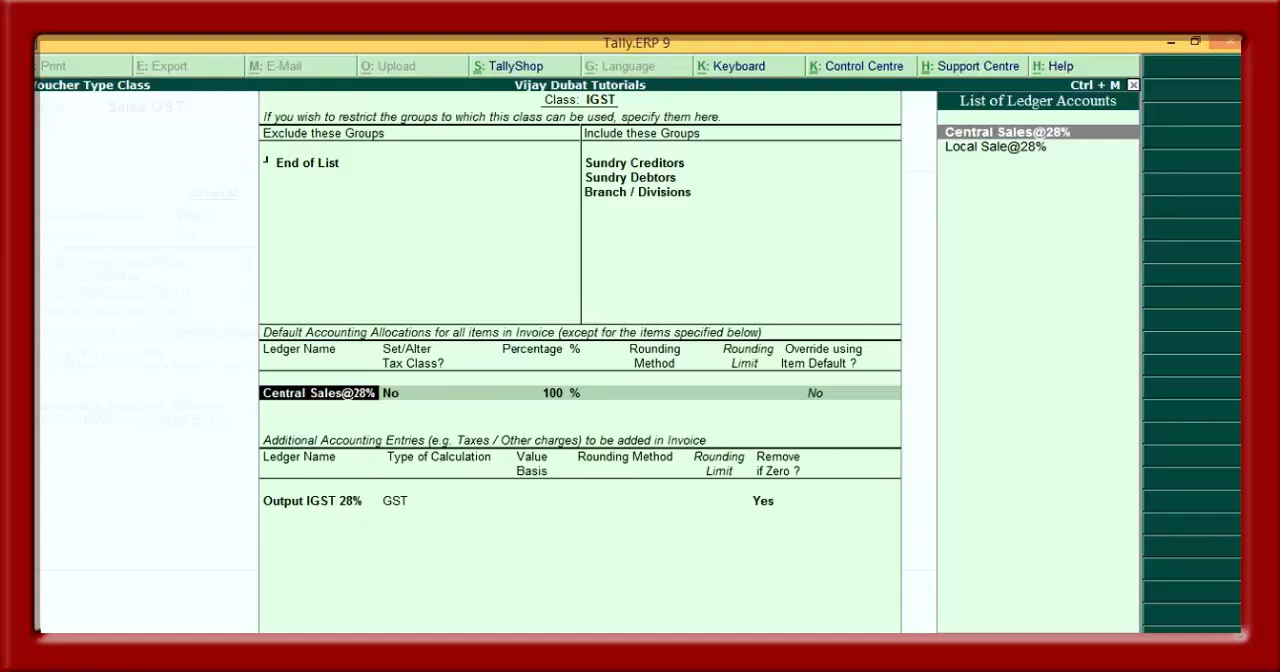 Tally.ERP 9
Print E: Export M: E-Mail O: Upload S: TallyShop G: Language K: Keyboard K: Control Centre H: Support Centre H: Help
oucher Type Class Vijay Dubat Tutorials Ctrl + M
Sales GST
Class: IGST
If you wish to restrict the groups to which this class can be used, specify them here.
Exclude these Groups Include these Groups
End of List Sundry Creditors
Sundry Debtors
Branch / Divisions
Default Accounting Allocations for all items in Invoice (except for the items specified below)
Ledger Name Set/Alter Percentage % Rounding Rounding Override using
Tax Class? Method Limit Item Default ?
Central Sales@28% No 100 % No
Additional Accounting Entries (e.g. Taxes / Other charges) to be added in Invoice
Ledger Name Type of Calculation Value Rounding Method Rounding Remove
Basis Limit if Zero ?
Output IGST 28% GST Yes
List of Ledger Accounts
Central Sales@28%
Local Sale@28%